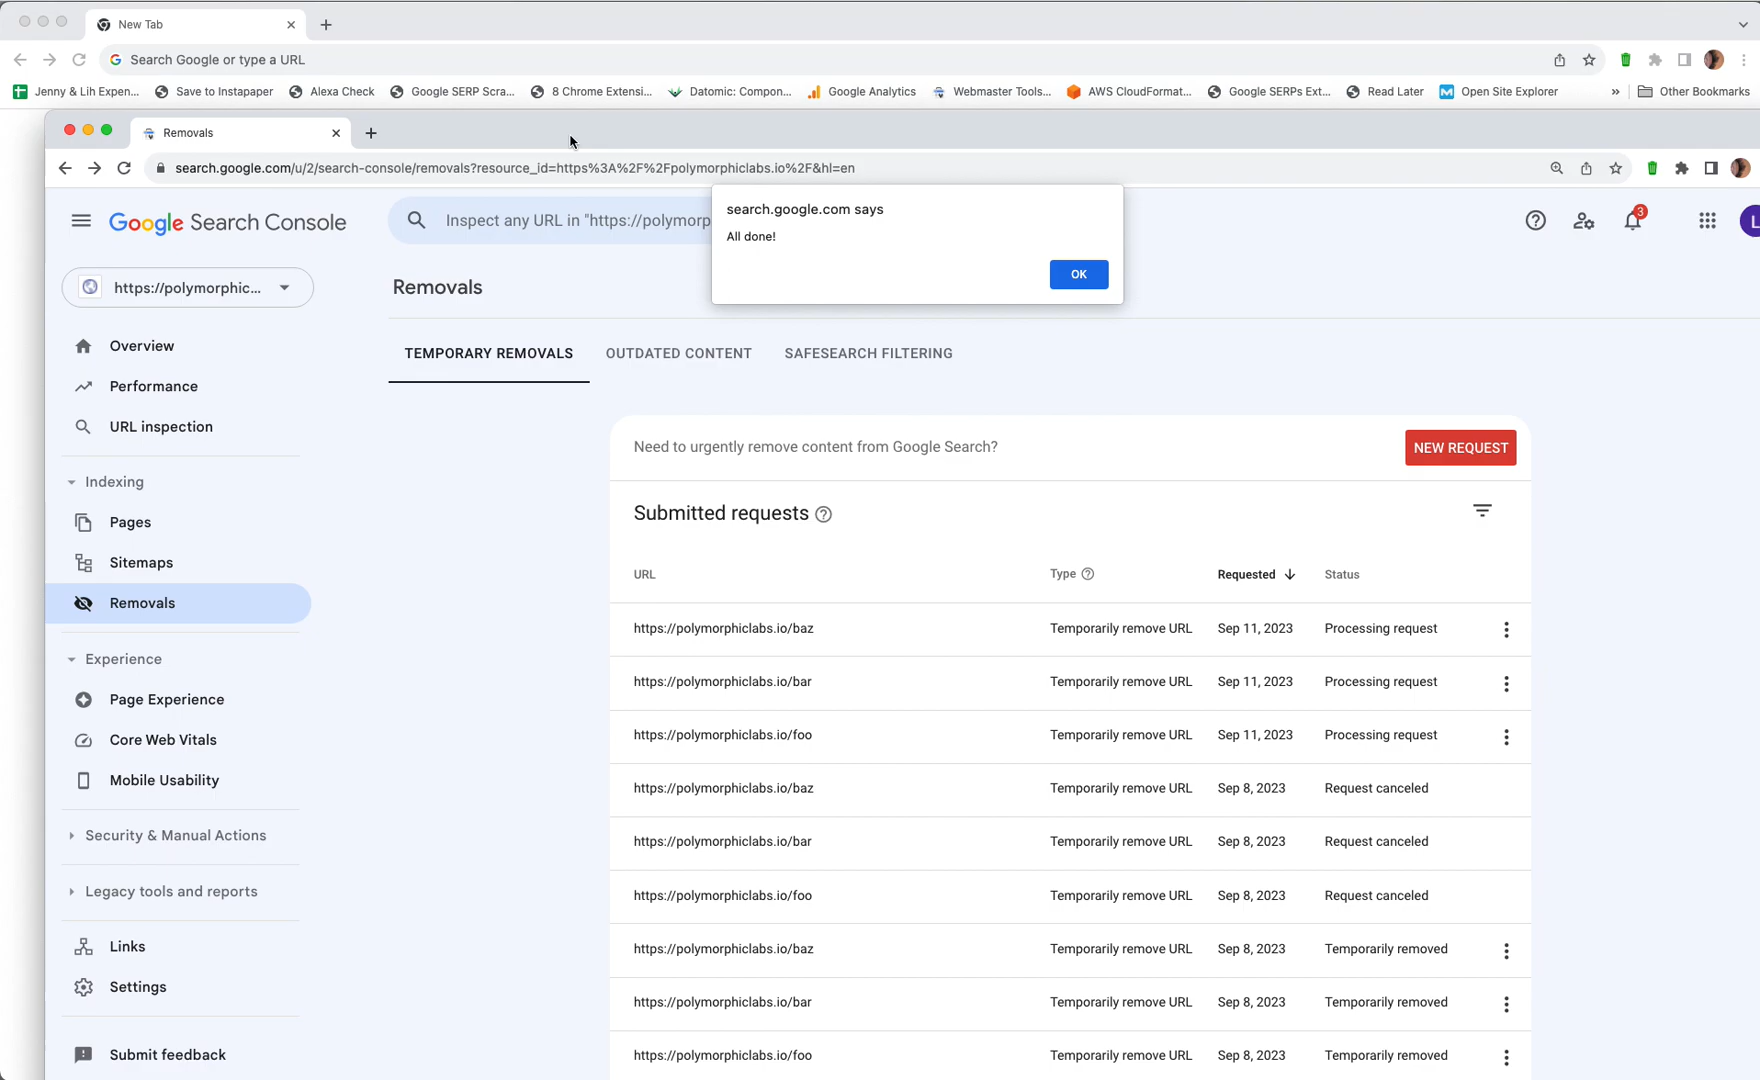 New Tab
Search Google or type a URL
Jenny & Lih Expen... Save to Instapaper Alexa Check Google SERP Scra... 8 Chrome Extensi... Datomic: Compon... Google Analytics Webmaster Tools... AWS CloudFormat... Google SERPs Ext... Read Later Open Site Explorer » Other Bookmarks
Removals
search.google.com/u/2/search-console/removals?resource_id=https%3A%2F%2Fpolymorphiclabs.io%2F&hl=en
search.google.com says
All done!
OK
Google Search Console
Inspect any URL in "https://polymorp
3
L
https://polymorphic...
Removals
TEMPORARY REMOVALS OUTDATED CONTENT SAFESEARCH FILTERING
Overview
Performance
URL inspection
Indexing
Pages
Sitemaps
Removals
Experience
Page Experience
Core Web Vitals
Mobile Usability
Security & Manual Actions
Legacy tools and reports
Links
Settings
Submit feedback
Need to urgently remove content from Google Search?
NEW REQUEST
Submitted requests
URL Type Requested Status
https://polymorphiclabs.io/baz Temporarily remove URL Sep 11, 2023 Processing request
https://polymorphiclabs.io/bar Temporarily remove URL Sep 11, 2023 Processing request
https://polymorphiclabs.io/foo Temporarily remove URL Sep 11, 2023 Processing request
https://polymorphiclabs.io/baz Temporarily remove URL Sep 8, 2023 Request canceled
https://polymorphiclabs.io/bar Temporarily remove URL Sep 8, 2023 Request canceled
https://polymorphiclabs.io/foo Temporarily remove URL Sep 8, 2023 Request canceled
https://polymorphiclabs.io/baz Temporarily remove URL Sep 8, 2023 Temporarily removed
https://polymorphiclabs.io/bar Temporarily remove URL Sep 8, 2023 Temporarily removed
https://polymorphiclabs.io/foo Temporarily remove URL Sep 8, 2023 Temporarily removed